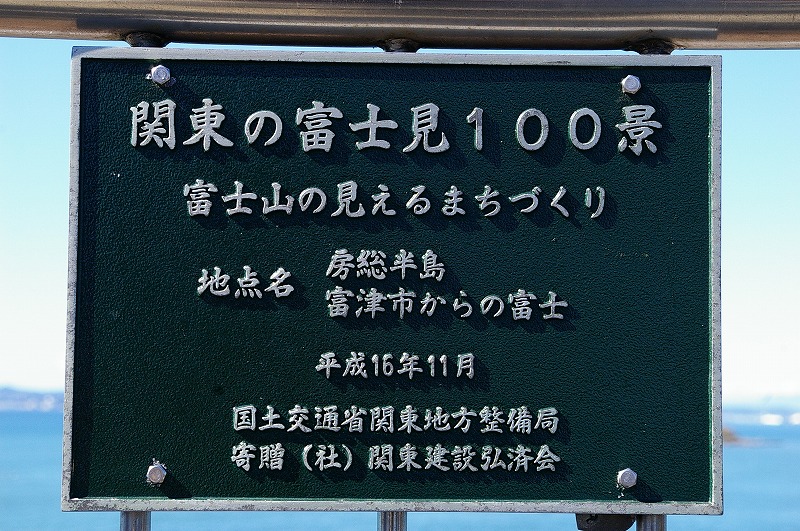 関東の富士見１００景
富士山の見えるまちづくり
地点名 房総半島
富津市からの富士
平成16年11月
国土交通省関東地方整備局
寄贈（社）関東建設弘済会